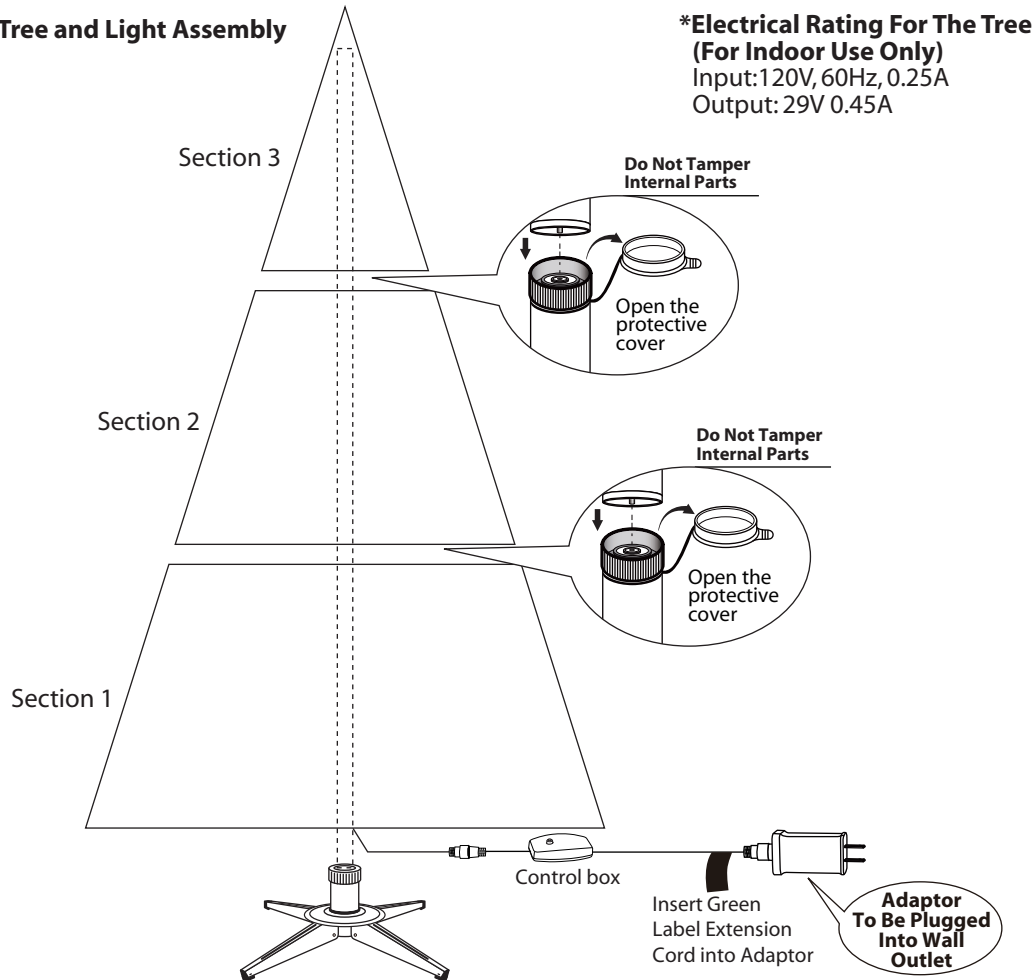 Tree and Light Assembly
*Electrical Rating For The Tree
(For Indoor Use Only)
Input:120V, 60Hz, 0.25A
Output: 29V 0.45A
Section 3
Do Not Tamper
Internal Parts
Open the
protective
cover
Section 2
Do Not Tamper
Internal Parts
Open the
protective
cover
Section 1
Control box
Insert Green
Label Extension
Cord into Adaptor
Adaptor
To Be Plugged
Into Wall
Outlet